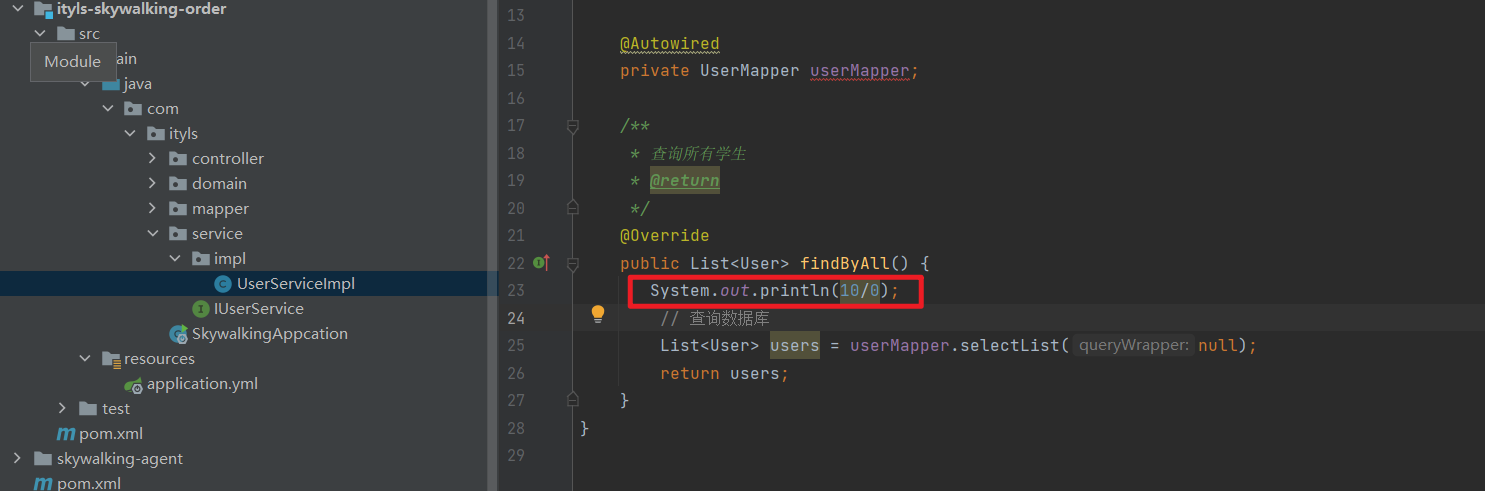 ityls-skywalking-order
src
Module
ain
java
com
ityls
controller
domain
mapper
service
impl
UserServiceImpl
IUserService
SkywalkingAppcation
resources
application.yml
test
pom.xml
skywalking-agent
pom.xml
13
14 @Autowired
15 private UserMapper userMapper;
16
17 /**
18 * 查询所有学生
19 * @return
20 */
21 @Override
22 public List<User> findByAll() {
23 System.out.println(10/0);
24 // 查询数据库
25 List<User> users = userMapper.selectList( queryWrapper: null);
26 return users;
27 }
28 }
29